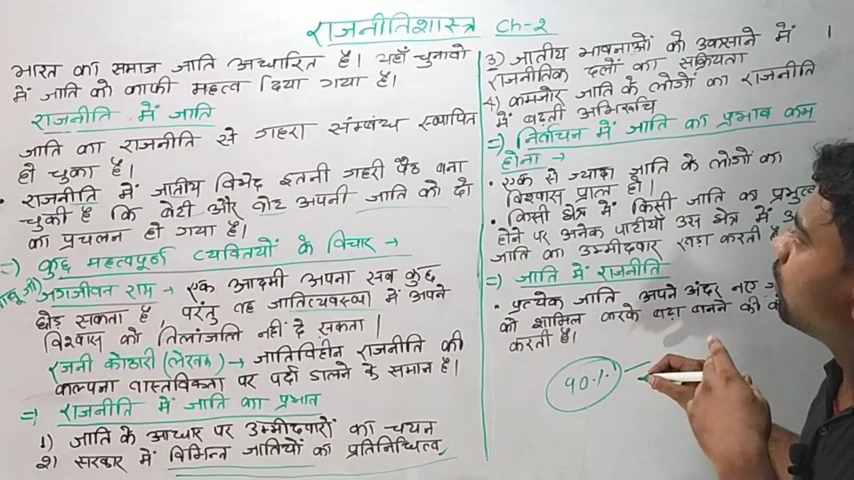 राजनीतिशास्त्र Ch-2
भारत का समाज जाति आधारित है। यहाँ चुनावो
में जाति को काफी महत्व दिया गया है।
राजनीति में जाति
जाति का राजनीति से गहरा संम्बंध स्थापित
हो चुका है।
• राजनीति में जातीय विभेद इतनी गहरी पैठ बना
चुकी है कि बेटी और वोट अपनी जाति को दो
का प्रचलन हो गया है।
=) कुछ महत्वपूर्ण व्यक्तियों के विचार →
जगजीवन राम → एक आदमी अपना सब कुछ
छोड़ सकता है, परंतु वह जातिव्यवस्था में अपने
विश्वास को तिलांजलि नहीं दे सकता।
रजनी कोठारी (लेखक) → जातिविहीन राजनीति की
कल्पना वास्तविकता पर पर्दा डालने के समान है।
=) राजनीति में जाति का प्रभाव
1) जाति के आधार पर उम्मीदवारों का चयन
2) सरकार में विभिन्न जातियों का प्रतिनिधित्व
3) जातीय भावनाओं को उकसाने में
राजनीतिक दलों का सक्रियता
4) कमजोर जाति के लोगों का राजनीति
में बढ़ती अभिरुचि
=) निर्वाचन में जाति का प्रभाव कम
होना →
• एक से ज्यादा जाति के लोगों का
विश्वास प्राप्त हो।
• किसी क्षेत्र में किसी जाति का प्रभुत्व
होने पर अनेक पार्टीयाँ उस क्षेत्र में
जाति का उम्मीदवार खड़ा करती है
=) जाति में राजनीति
• प्रत्येक जाति अपने अंदर नए
को शामिल करके बड़ा बनने की
करती है।
90%